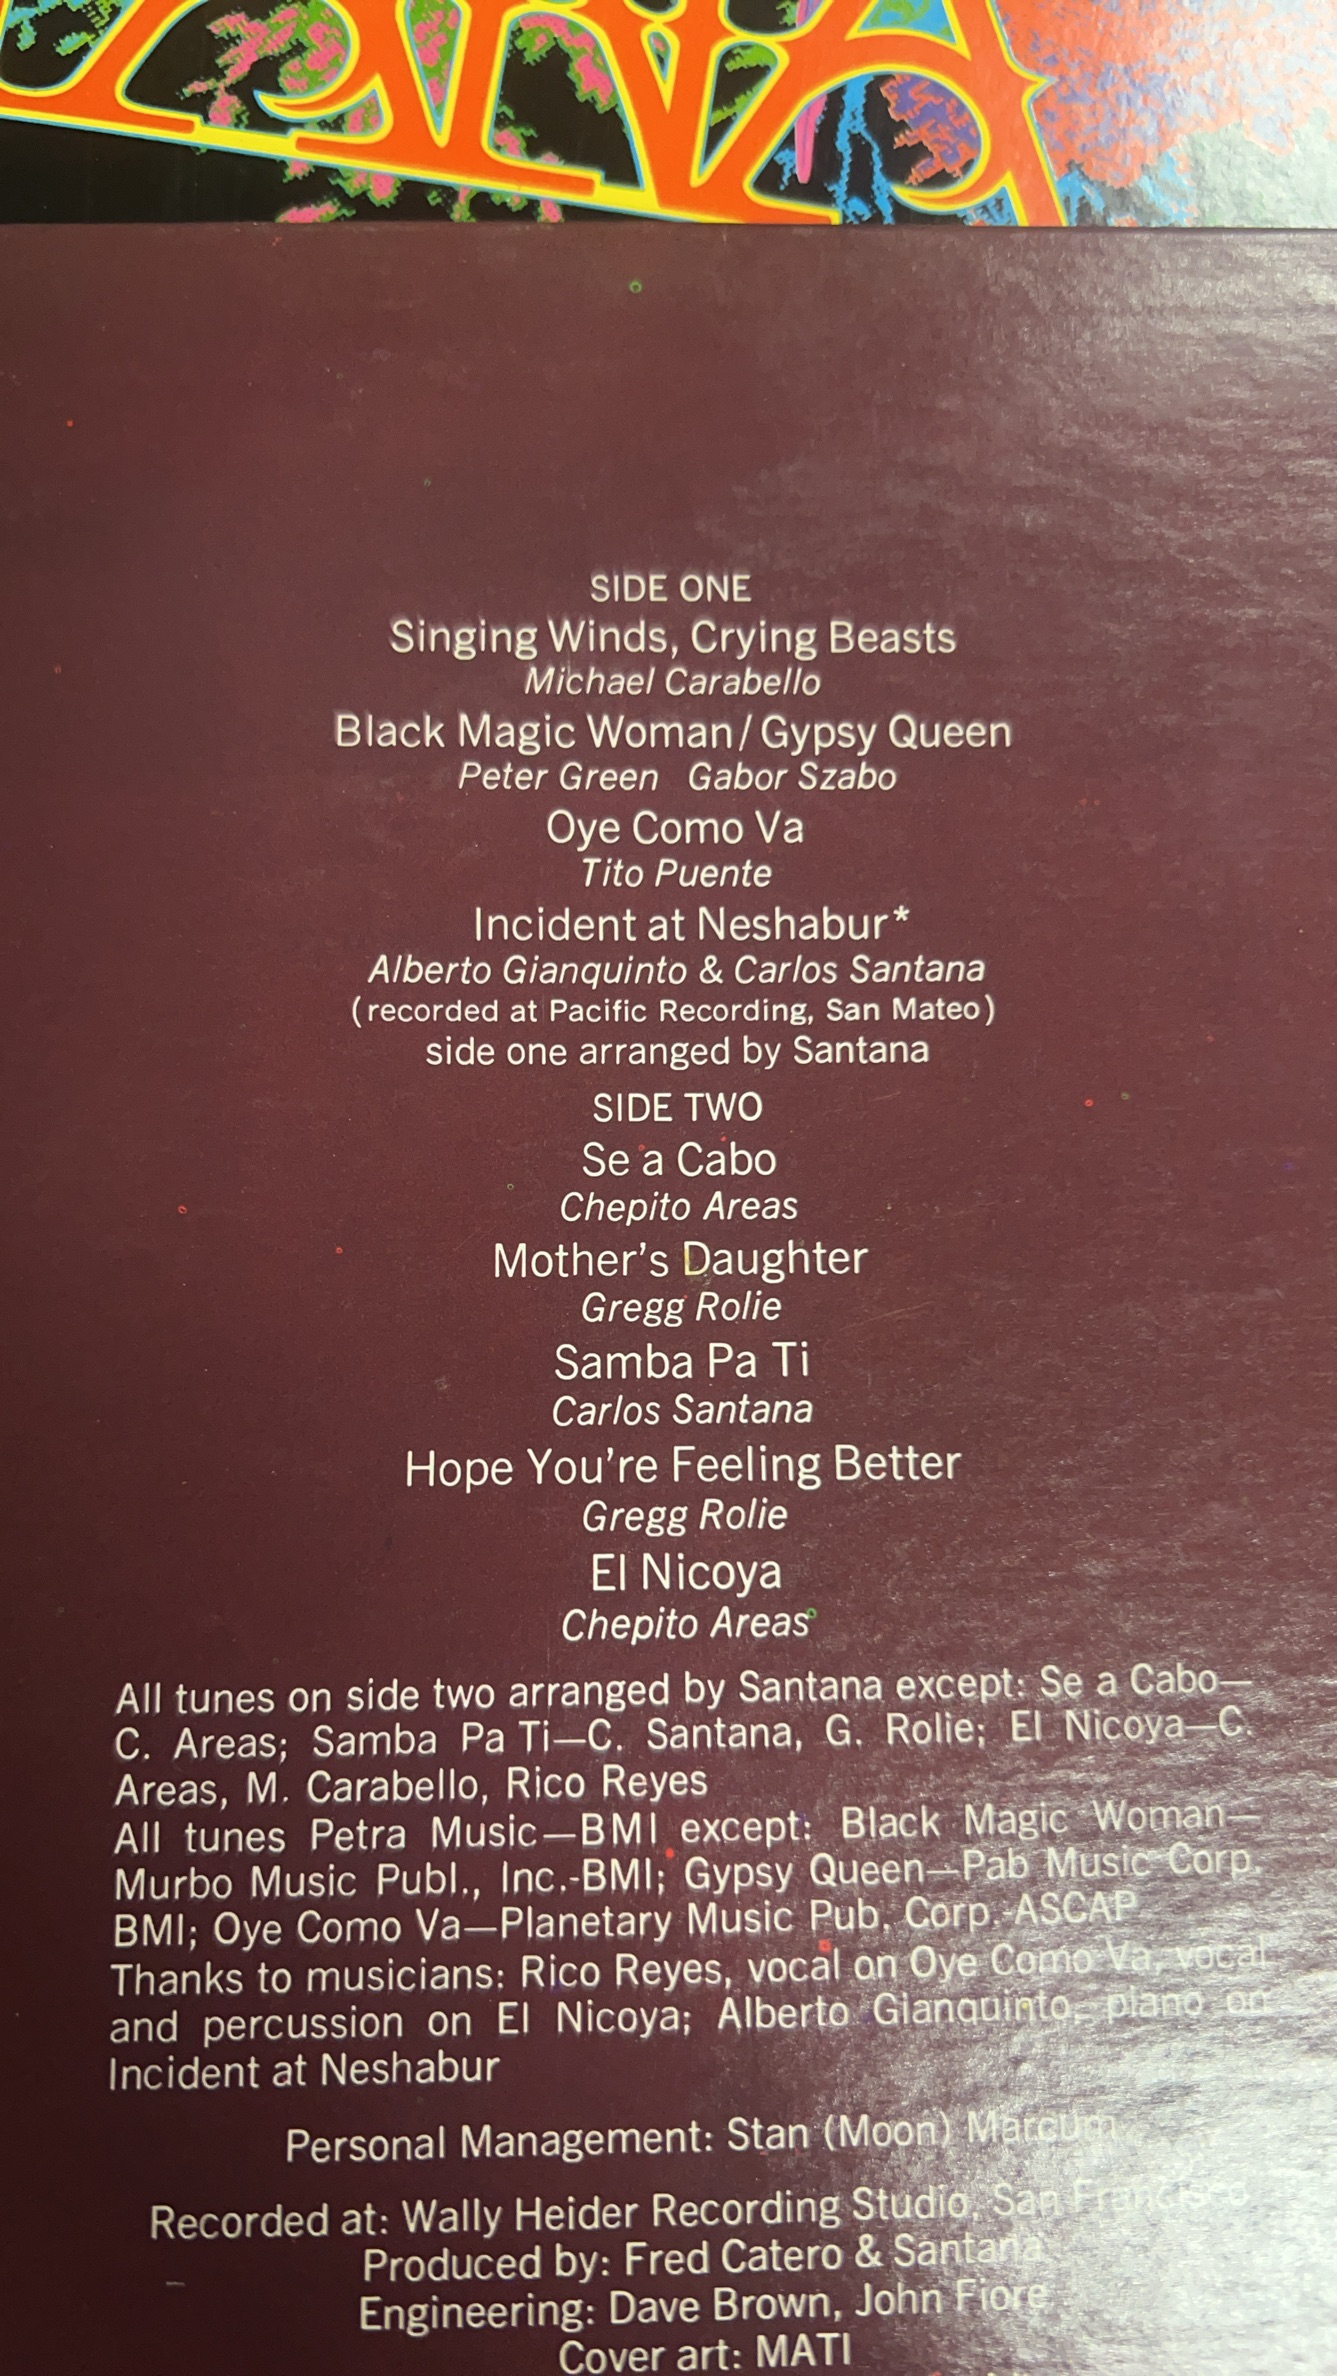 SIDE ONE
Singing Winds, Crying Beasts
Michael Carabello
Black Magic Woman/Gypsy Queen
Peter Green Gabor Szabo
Oye Como Va
Tito Puente
Incident at Neshabur*
Alberto Gianquinto & Carlos Santana
(recorded at Pacific Recording, San Mateo)
side one arranged by Santana
SIDE TWO
Se a Cabo
Chepito Areas
Mother's Daughter
Gregg Rolie
Samba Pa Ti
Carlos Santana
Hope You're Feeling Better
Gregg Rolie
El Nicoya
Chepito Areas
All tunes on side two arranged by Santana except: Se a Cabo—
C. Areas; Samba Pa Ti—C. Santana, G. Rolie; El Nicoya—C.
Areas, M. Carabello, Rico Reyes
All tunes Petra Music—BMI except: Black Magic Woman—
Murbo Music Publ., Inc.-BMI; Gypsy Queen—Pab Music Corp.
BMI; Oye Como Va—Planetary Music Pub. Corp.-ASCAP
Thanks to musicians: Rico Reyes, vocal on Oye Como Va, vocal
and percussion on El Nicoya; Alberto Gianquinto, piano on
Incident at Neshabur
Personal Management: Stan (Moon) Marcum
Recorded at: Wally Heider Recording Studio, San Francisco
Produced by: Fred Catero & Santana
Engineering: Dave Brown, John Fiore
Cover art: MATI